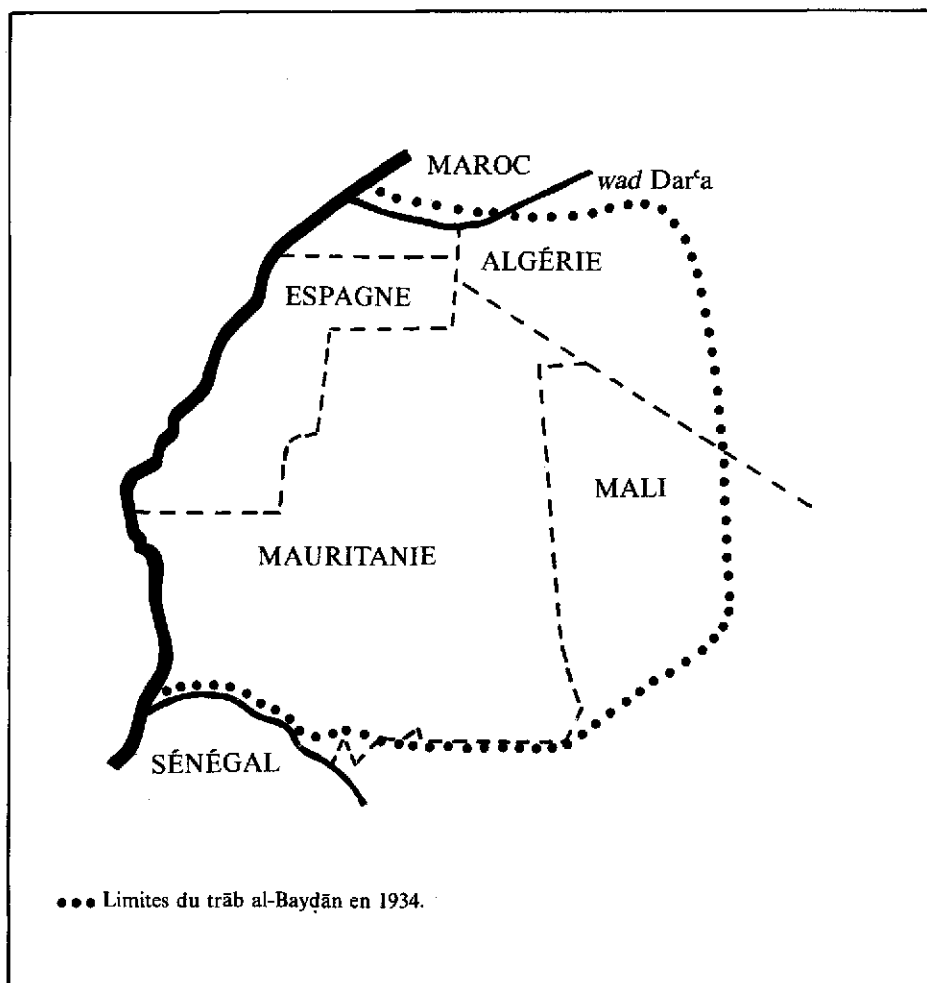 MAROC
wad Darʿa
ALGÉRIE
ESPAGNE
MALI
MAURITANIE
SÉNÉGAL
••• Limites du trāb al-Bayḍān en 1934.